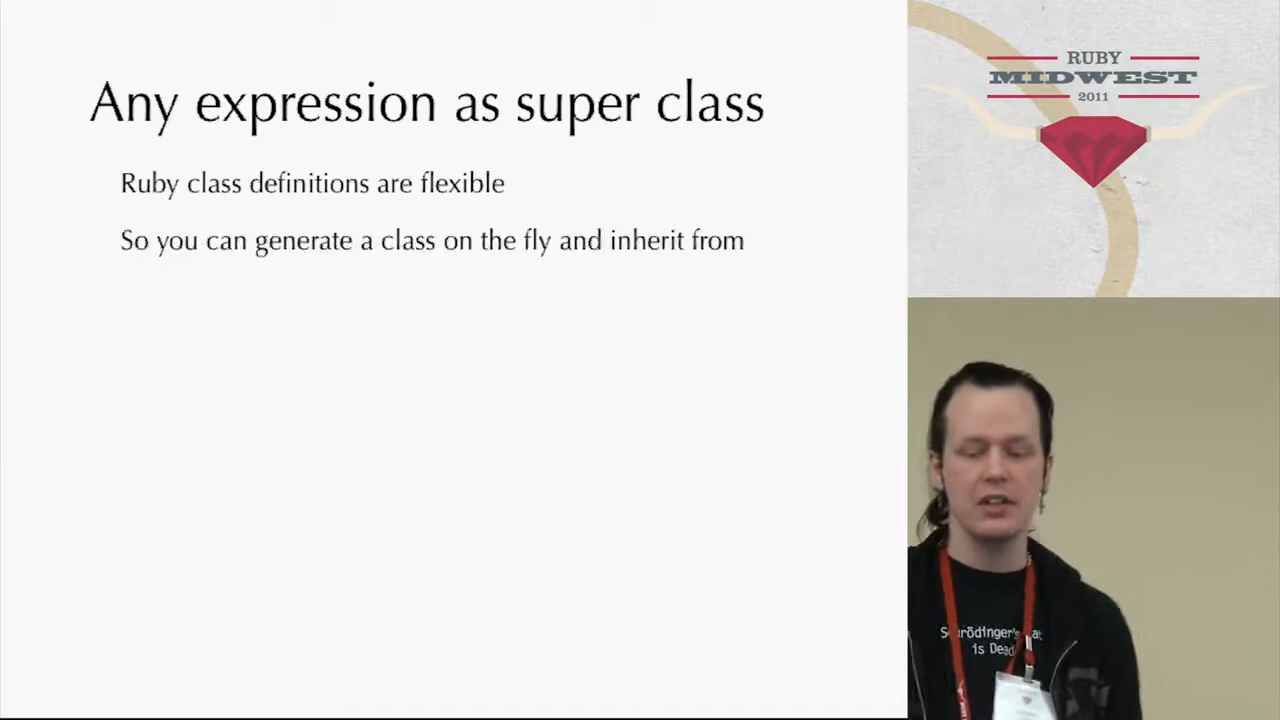 Any expression as super class
Ruby class definitions are flexible
So you can generate a class on the fly and inherit from
RUBY
MIDWEST
2011
Schrödinger's
is Dead